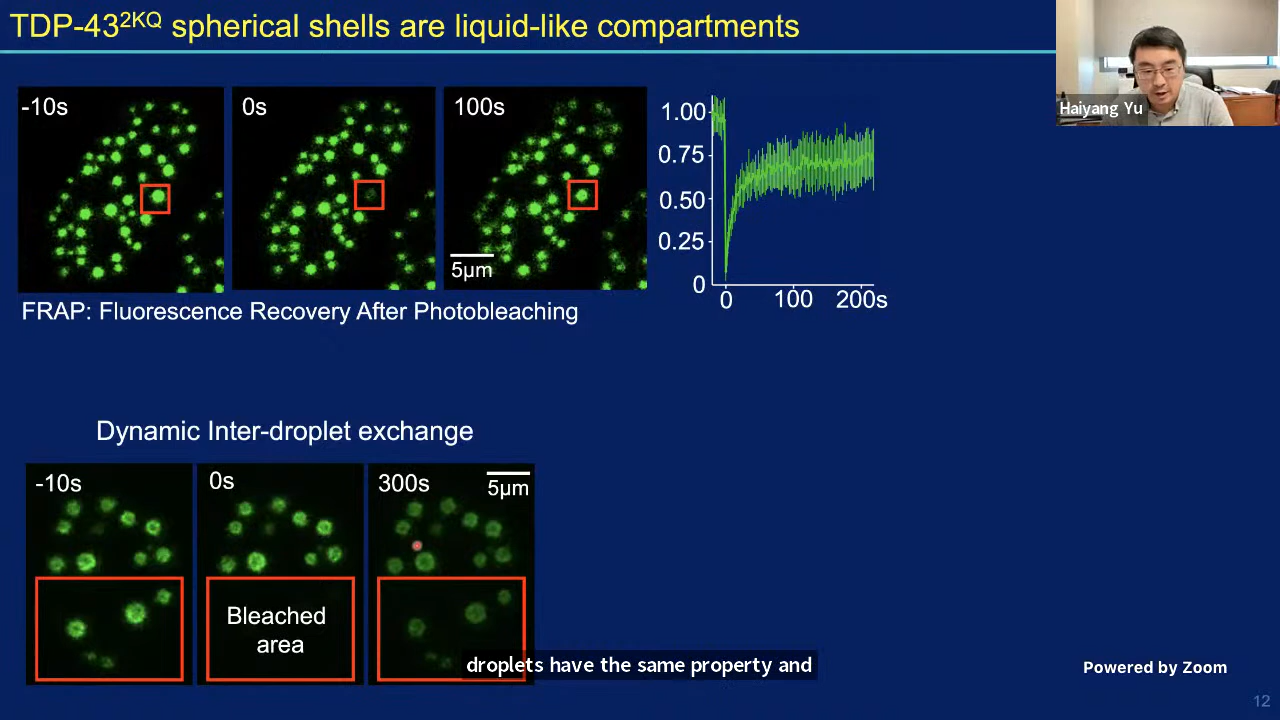 TDP-43²ᴷQ spherical shells are liquid-like compartments
Haiyang Yu
-10s
0s
100s
5μm
1.00
0.75
0.50
0.25
0
0 100 200s
FRAP: Fluorescence Recovery After Photobleaching
Dynamic Inter-droplet exchange
-10s
0s
300s
5μm
Bleached
area
droplets have the same property and
Powered by Zoom
12